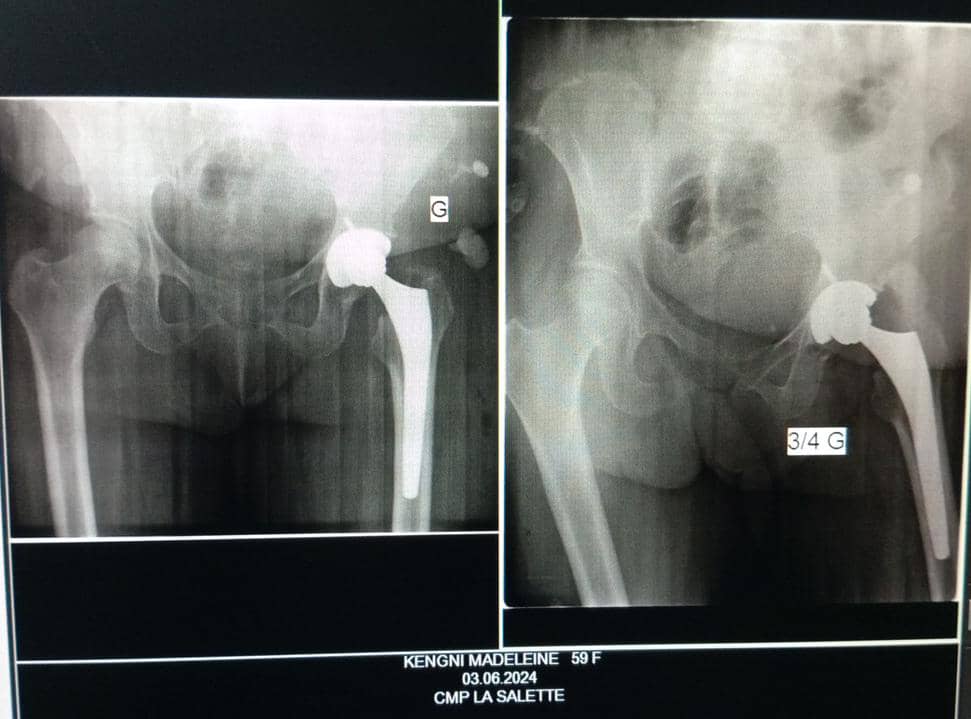 G
3/4 G
KENGNI MADELEINE 59 F
03.06.2024
CMP LA SALETTE